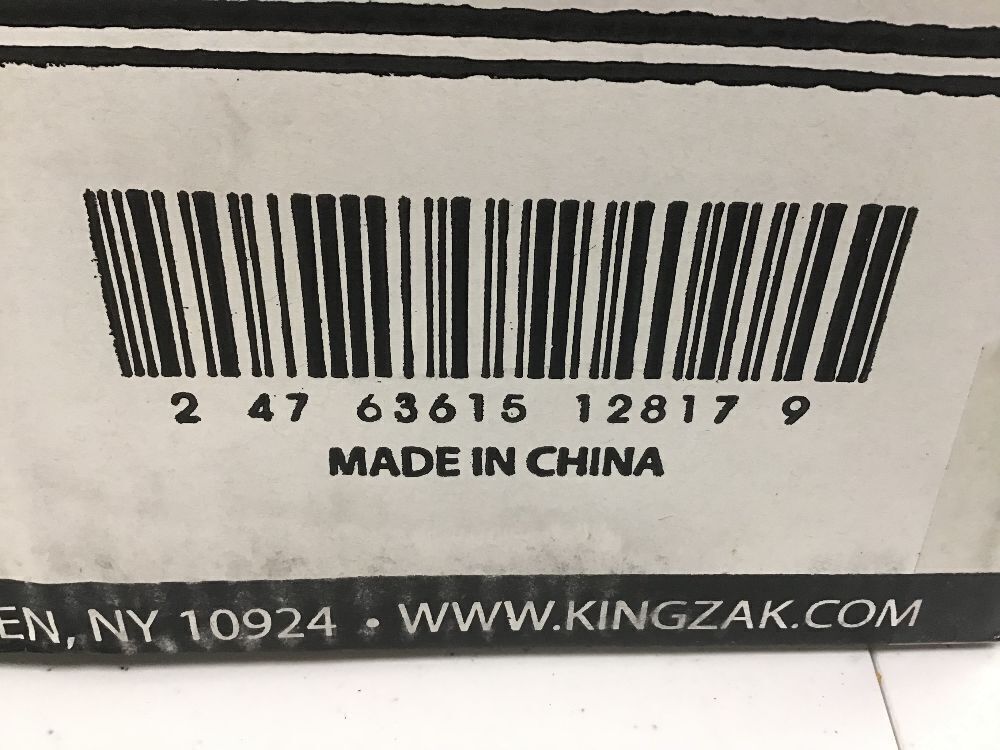 2 47 63615 12817 9
MADE IN CHINA
EN, NY 10924 • WWW.KINGZAK.COM